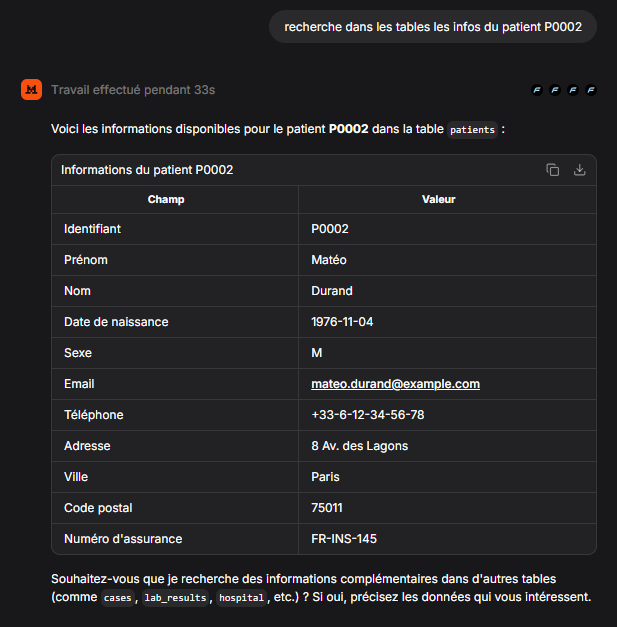 recherche dans les tables les infos du patient P0002
Travail effectué pendant 33s
Voici les informations disponibles pour le patient P0002 dans la table patients :
Informations du patient P0002
Champ Valeur
Identifiant P0002
Prénom Matéo
Nom Durand
Date de naissance 1976-11-04
Sexe M
Email mateo.durand@example.com
Téléphone +33-6-12-34-56-78
Adresse 8 Av. des Lagons
Ville Paris
Code postal 75011
Numéro d'assurance FR-INS-145
Souhaitez-vous que je recherche des informations complémentaires dans d'autres tables
(comme cases, lab_results, hospital, etc.) ? Si oui, précisez les données qui vous intéressent.